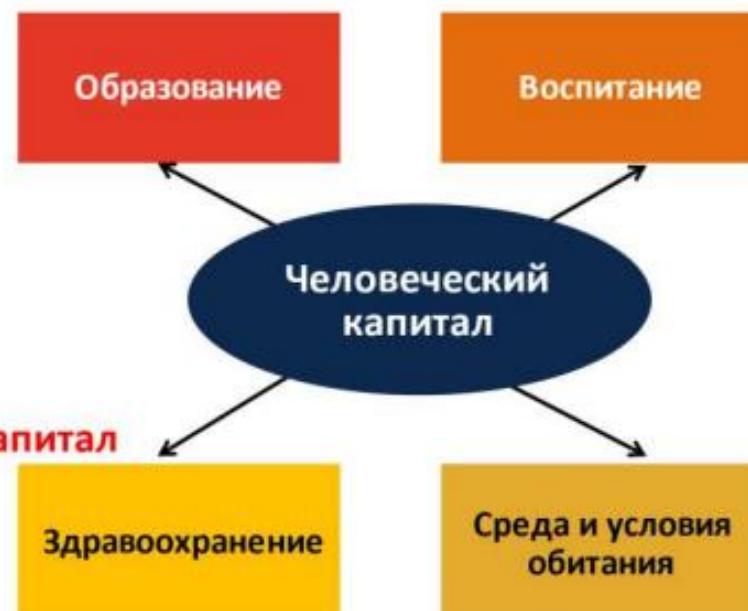 Образование
Воспитание
Человеческий
капитал
апитал
Здравоохранение
Среда и условия
обитания